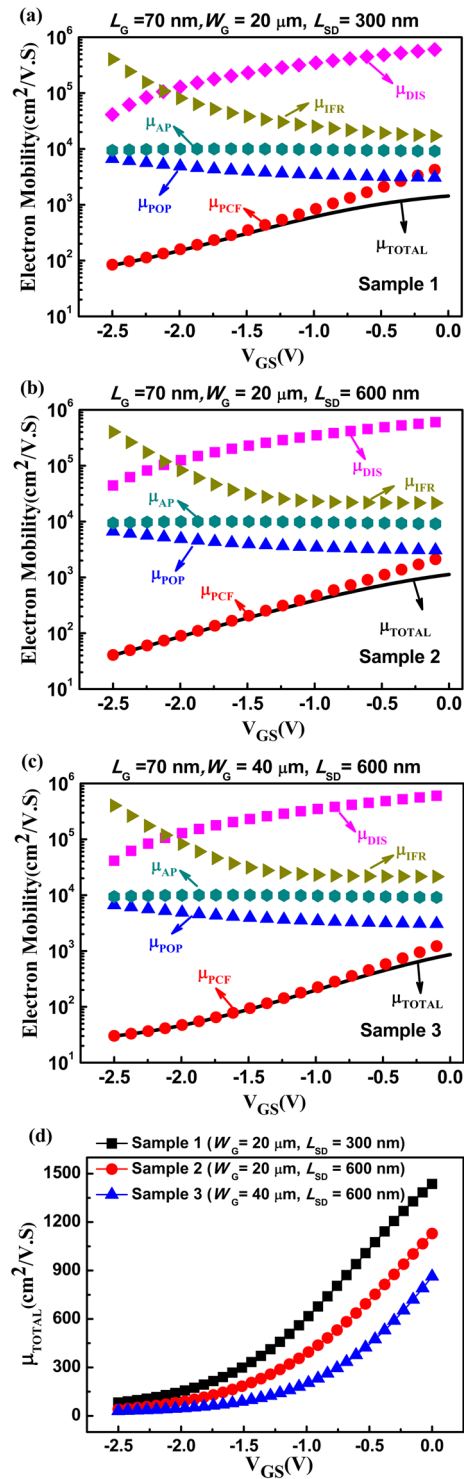 (a)
L_G =70 nm, W_G = 20 μm, L_SD = 300 nm
10^6
10^5
10^4
10^3
10^2
10^1
Electron Mobility(cm^2/V.S)
μ_DIS
μ_IFR
μ_AP
μ_POP
μ_PCF
μ_TOTAL
Sample 1
-2.5 -2.0 -1.5 -1.0 -0.5 0.0
V_GS(V)
(b)
L_G =70 nm, W_G = 20 μm, L_SD= 600 nm
10^6
10^5
10^4
10^3
10^2
10^1
Electron Mobility(cm^2/V.S)
μ_DIS
μ_IFR
μ_AP
μ_POP
μ_PCF
μ_TOTAL
Sample 2
-2.5 -2.0 -1.5 -1.0 -0.5 0.0
V_GS(V)
(c)
L_G =70 nm, W_G = 40 μm, L_SD= 600 nm
10^6
10^5
10^4
10^3
10^2
10^1
Electron Mobility(cm^2/V.S)
μ_DIS
μ_IFR
μ_AP
μ_POP
μ_PCF
μ_TOTAL
Sample 3
-2.5 -2.0 -1.5 -1.0 -0.5 0.0
V_GS(V)
(d)
Sample 1 (W_G= 20 μm, L_SD = 300 nm)
Sample 2 (W_G= 20 μm, L_SD = 600 nm)
Sample 3 (W_G= 40 μm, L_SD = 600 nm)
1500
1200
900
600
300
0
μ_TOTAL(cm^2/V.S)
-2.5 -2.0 -1.5 -1.0 -0.5 0.0
V_GS(V)